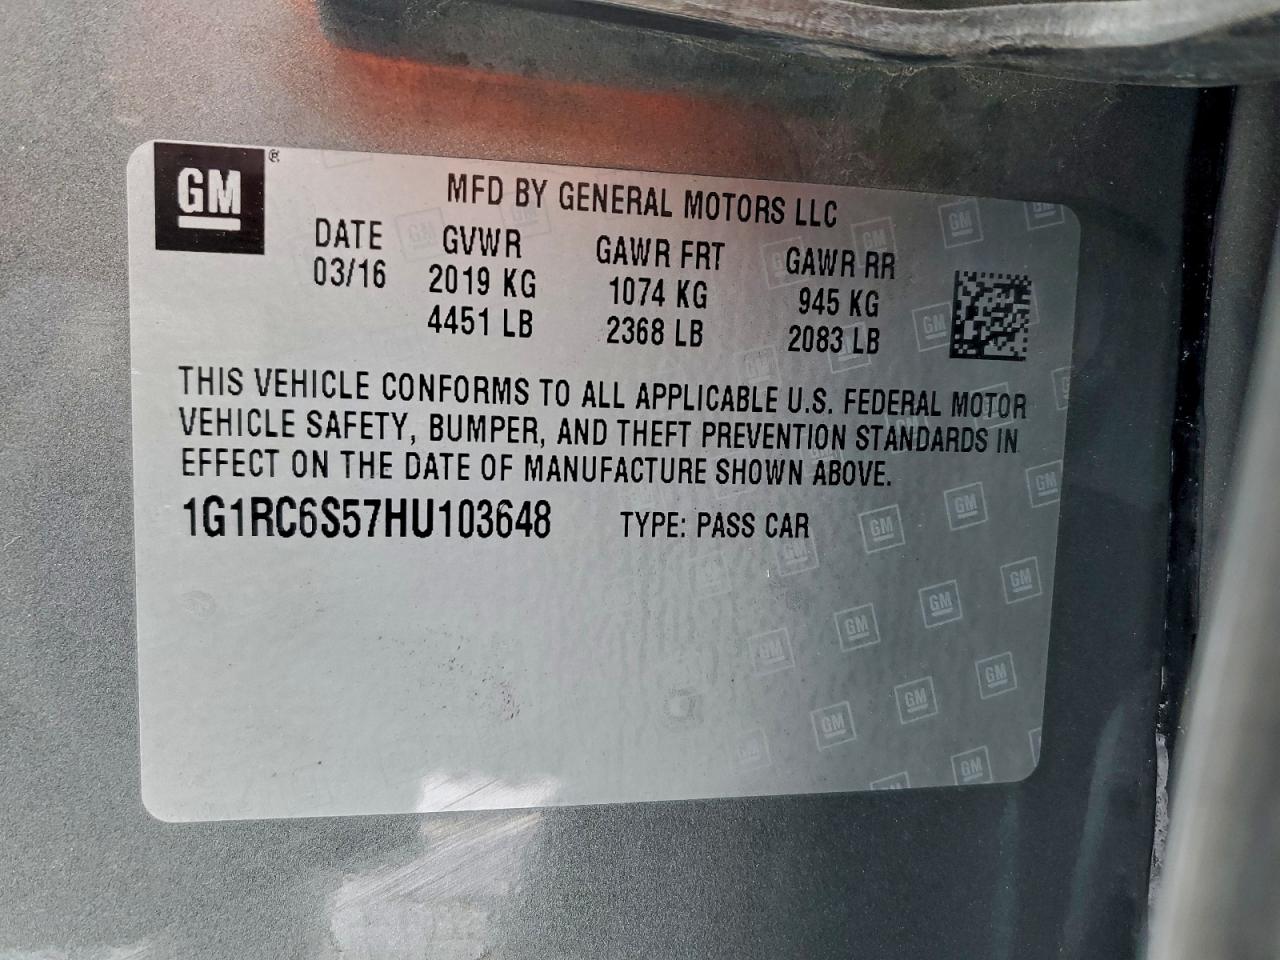 GM®
MFD BY GENERAL MOTORS LLC
DATE GVWR GAWR FRT GAWR RR
03/16 2019 KG 1074 KG 945 KG
4451 LB 2368 LB 2083 LB
THIS VEHICLE CONFORMS TO ALL APPLICABLE U.S. FEDERAL MOTOR
VEHICLE SAFETY, BUMPER, AND THEFT PREVENTION STANDARDS IN
EFFECT ON THE DATE OF MANUFACTURE SHOWN ABOVE.
1G1RC6S57HU103648 TYPE: PASS CAR